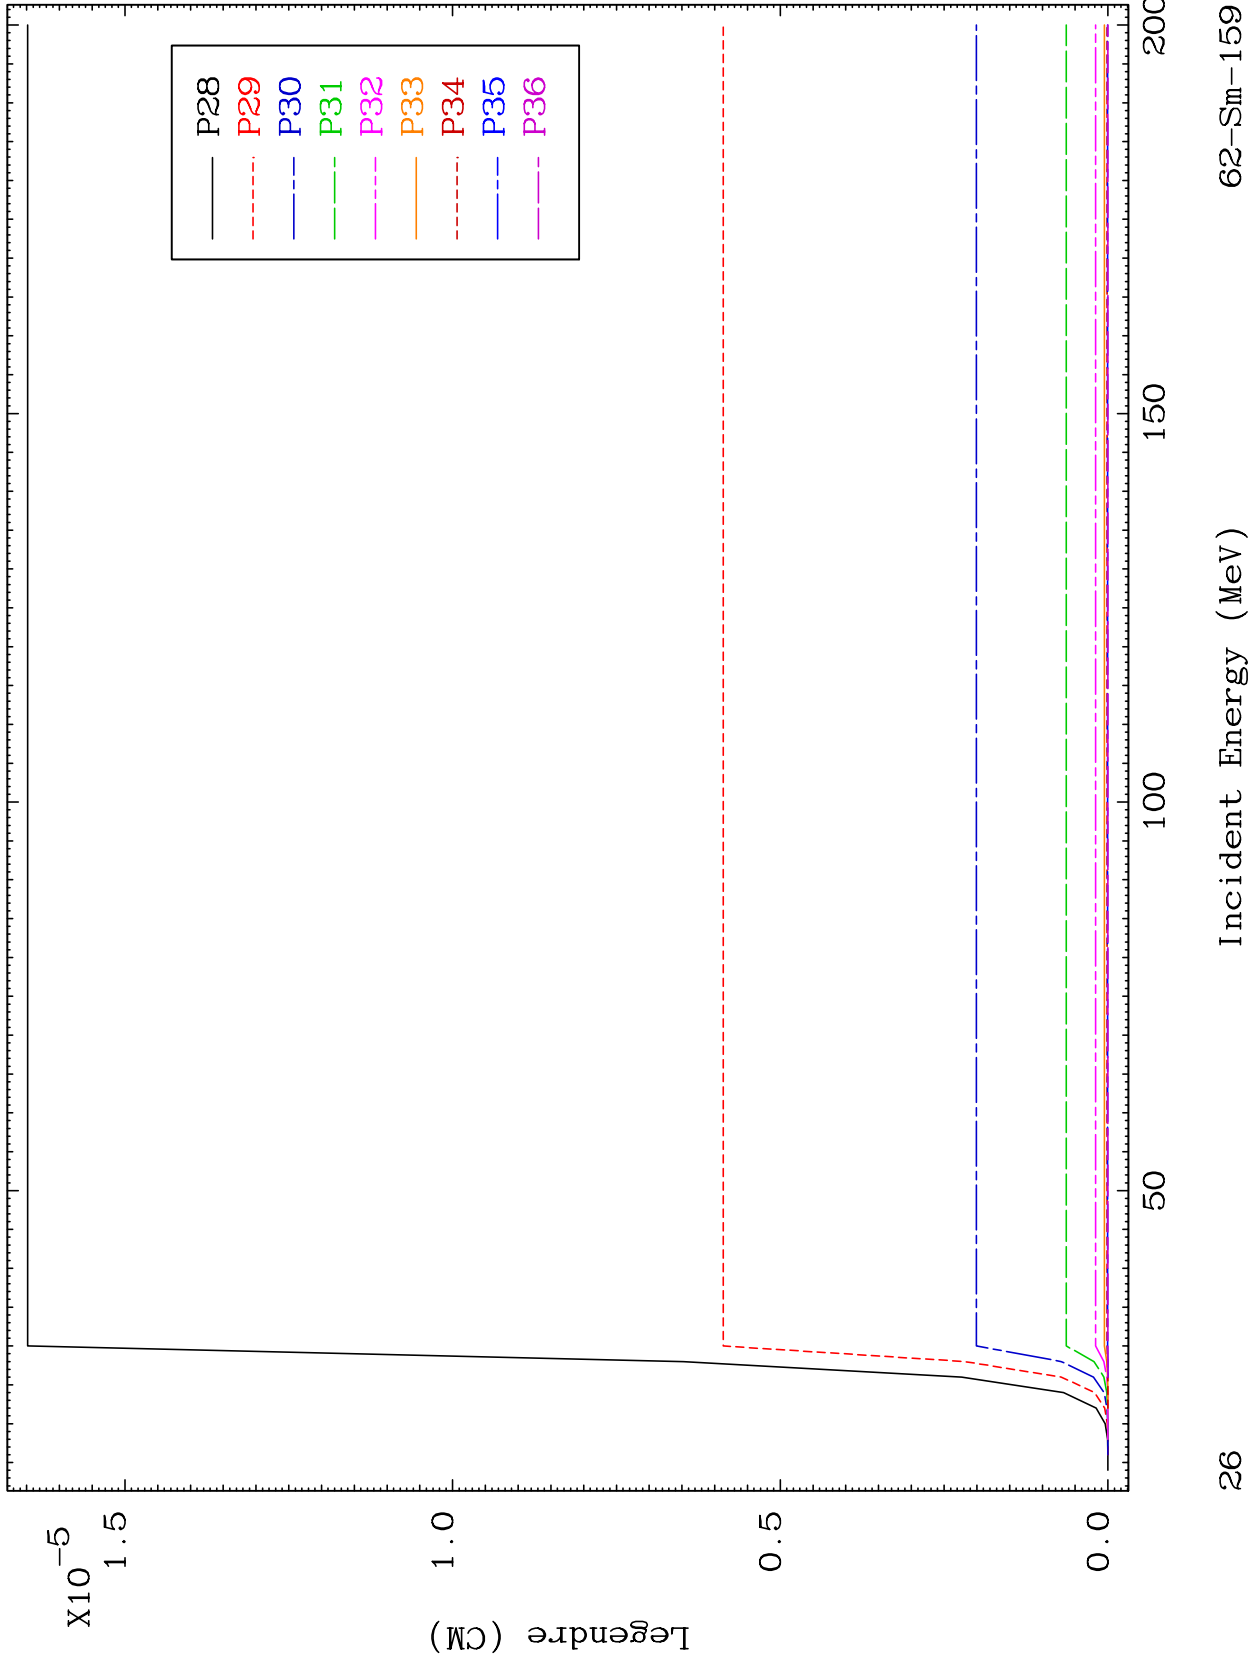 X10-5
1.5
1.0
0.5
0.0
Legendre (CM)
P28
P29
P30
P31
P32
P33
P34
P35
P36
50
100
150
200
Incident Energy (MeV)
26
62-Sm-159